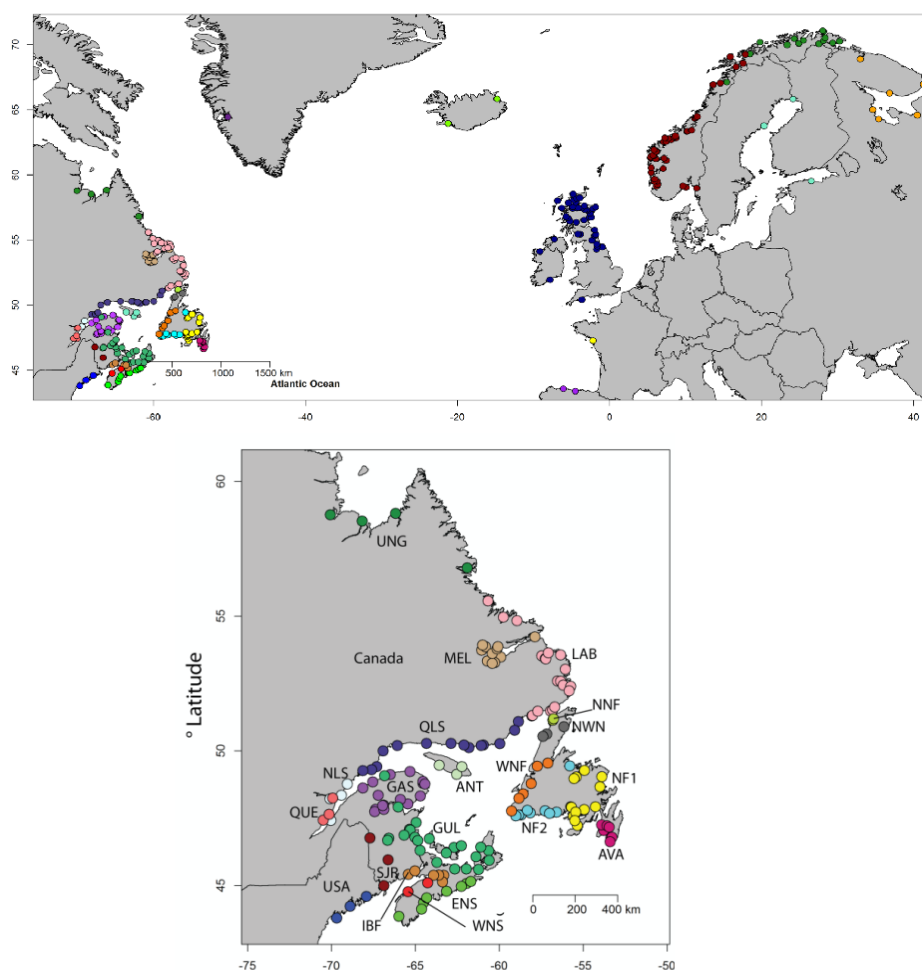 70
65
60
55
50
45
500 1000 1500 km
Atlantic Ocean
-60 -40 -20 0 20 40
60
UNG
55
Canada MEL LAB
NNF
QLS NWN
50
WNF
NLS ANT NF1
GAS
QUE NF2
GUL AVA
SJR
45
USA ENS
IBF WNS̆
0 200 400 km
° Latitude
-75 -70 -65 -60 -55 -50